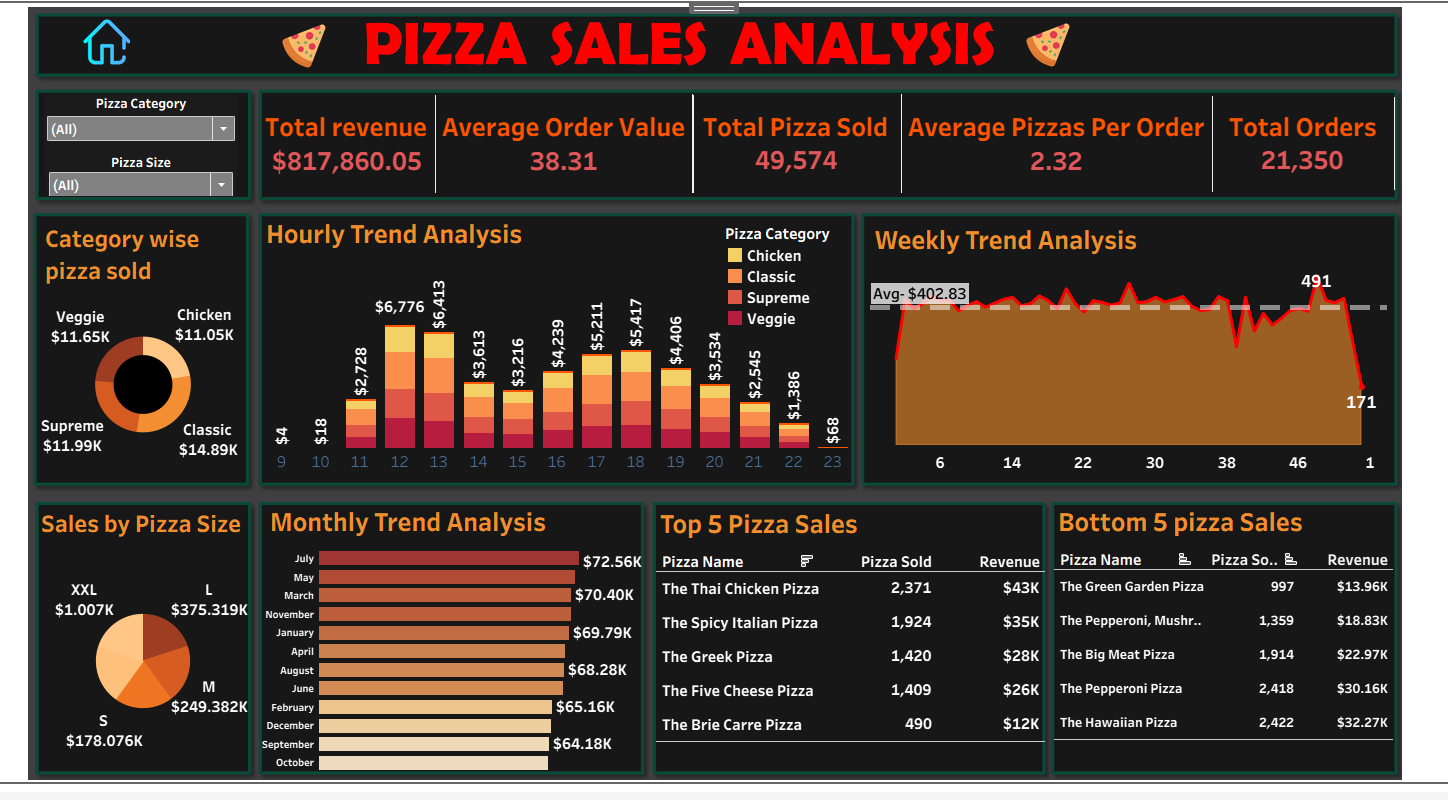 PIZZA SALES ANALYSIS
Pizza Category
(All)
Pizza Size
(All)
Total revenue
$817,860.05
Average Order Value
38.31
Total Pizza Sold
49,574
Average Pizzas Per Order
2.32
Total Orders
21,350
Category wise
pizza sold
Veggie
$11.65K
Chicken
$11.05K
Supreme
$11.99K
Classic
$14.89K
Hourly Trend Analysis
Pizza Category
Chicken
Classic
Supreme
Veggie
$4
$18
$2,728
$6,776
$6,413
$3,613
$3,216
$4,239
$5,211
$5,417
$4,406
$3,534
$2,545
$1,386
$68
9 10 11 12 13 14 15 16 17 18 19 20 21 22 23
Weekly Trend Analysis
Avg- $402.83
491
171
6 14 22 30 38 46 1
Sales by Pizza Size
XXL
$1.007K
L
$375.319K
M
$249.382K
S
$178.076K
Monthly Trend Analysis
July $72.56K
May
March $70.40K
November
January $69.79K
April
August $68.28K
June
February $65.16K
December
September $64.18K
October
Top 5 Pizza Sales
Pizza Name Pizza Sold Revenue
The Thai Chicken Pizza 2,371 $43K
The Spicy Italian Pizza 1,924 $35K
The Greek Pizza 1,420 $28K
The Five Cheese Pizza 1,409 $26K
The Brie Carre Pizza 490 $12K
Bottom 5 pizza Sales
Pizza Name Pizza So.. Revenue
The Green Garden Pizza 997 $13.96K
The Pepperoni, Mushr.. 1,359 $18.83K
The Big Meat Pizza 1,914 $22.97K
The Pepperoni Pizza 2,418 $30.16K
The Hawaiian Pizza 2,422 $32.27K